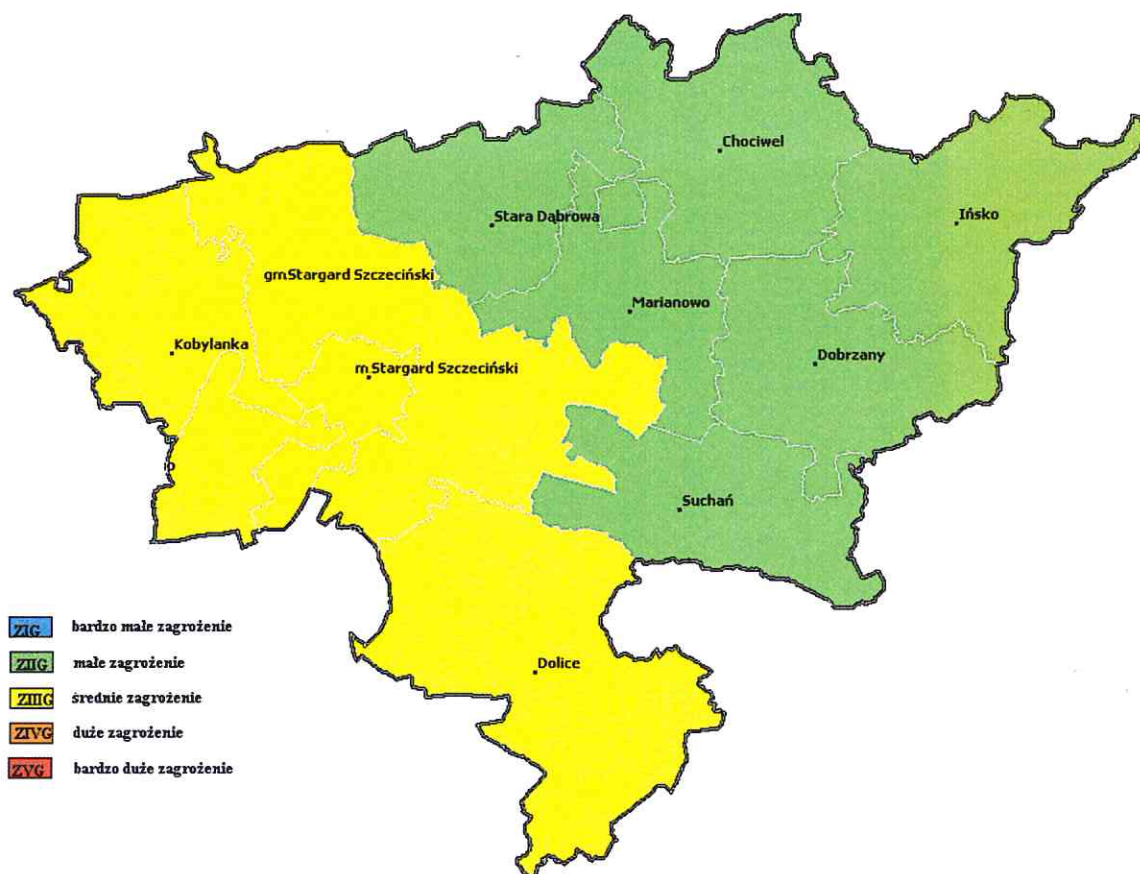 Chociwel
Ińsko
Stara Dąbrowa
gm Stargard Szczeciński
Marianowo
Kobylanka
Dobrzany
m Stargard Szczeciński
Suchań
ZIG bardzo małe zagrożenie
ZIIG małe zagrożenie
Dolice
ZIIIG średnie zagrożenie
ZIVG duże zagrożenie
ZVG bardzo duże zagrożenie